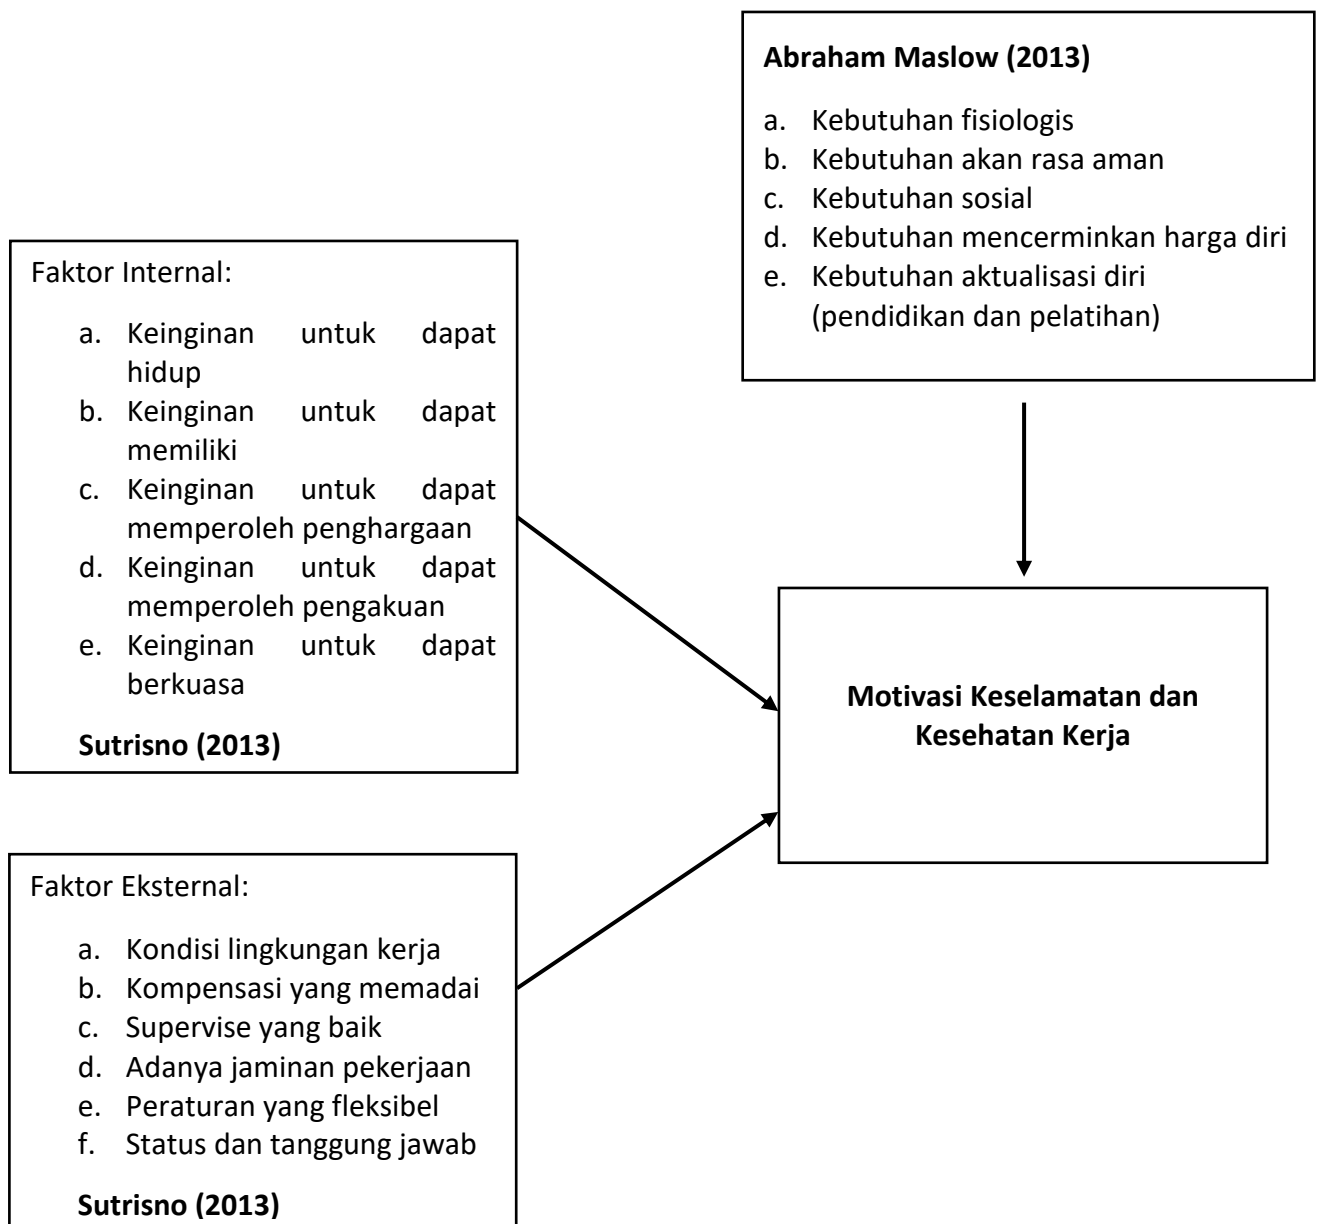 Abraham Maslow (2013)
a. Kebutuhan fisiologis
b. Kebutuhan akan rasa aman
c. Kebutuhan sosial
d. Kebutuhan mencerminkan harga diri
e. Kebutuhan aktualisasi diri
(pendidikan dan pelatihan)
Faktor Internal:
a. Keinginan untuk dapat
hidup
b. Keinginan untuk dapat
memiliki
c. Keinginan untuk dapat
memperoleh penghargaan
d. Keinginan untuk dapat
memperoleh pengakuan
e. Keinginan untuk dapat
berkuasa
Sutrisno (2013)
Motivasi Keselamatan dan
Kesehatan Kerja
Faktor Eksternal:
a. Kondisi lingkungan kerja
b. Kompensasi yang memadai
c. Supervise yang baik
d. Adanya jaminan pekerjaan
e. Peraturan yang fleksibel
f. Status dan tanggung jawab
Sutrisno (2013)